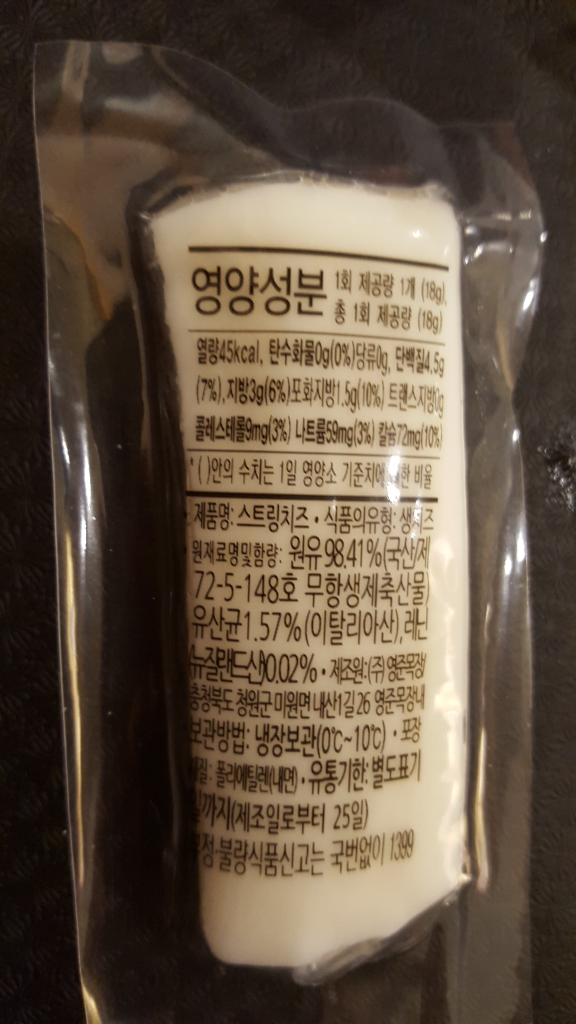 영양성분 1회 제공량 1개 (18g),
총 1회 제공량 (18g)
열량45kcal, 탄수화물0g(0%)당류0g, 단백질4.5g
(7%),지방3g(6%)포화지방1.5g(10%) 트랜스지방0g
콜레스테롤9mg(3%) 나트륨59mg(3%) 칼슘72mg(10%)
* ( )안의 수치는 1일 영양소 기준치에 한 비율
제품명: 스트링치즈 • 식품의유형: 생치즈
원재료명및함량: 원유98.41%(국산/제
72-5-148호 무항생제축산물)
유산균1.57%(이탈리아산),레닌
(뉴질랜드산)0.02% • 제조원:(주)영준목장/
충청북도 청원군 미원면 내산1길 26 영준목장내
보관방법: 냉장보관(0℃~10℃) • 포장
질: 폴리에틸렌(내면) • 유통기한: 별도표기
일까지(제조일로부터 25일)
정·불량식품신고는 국번없이 1399